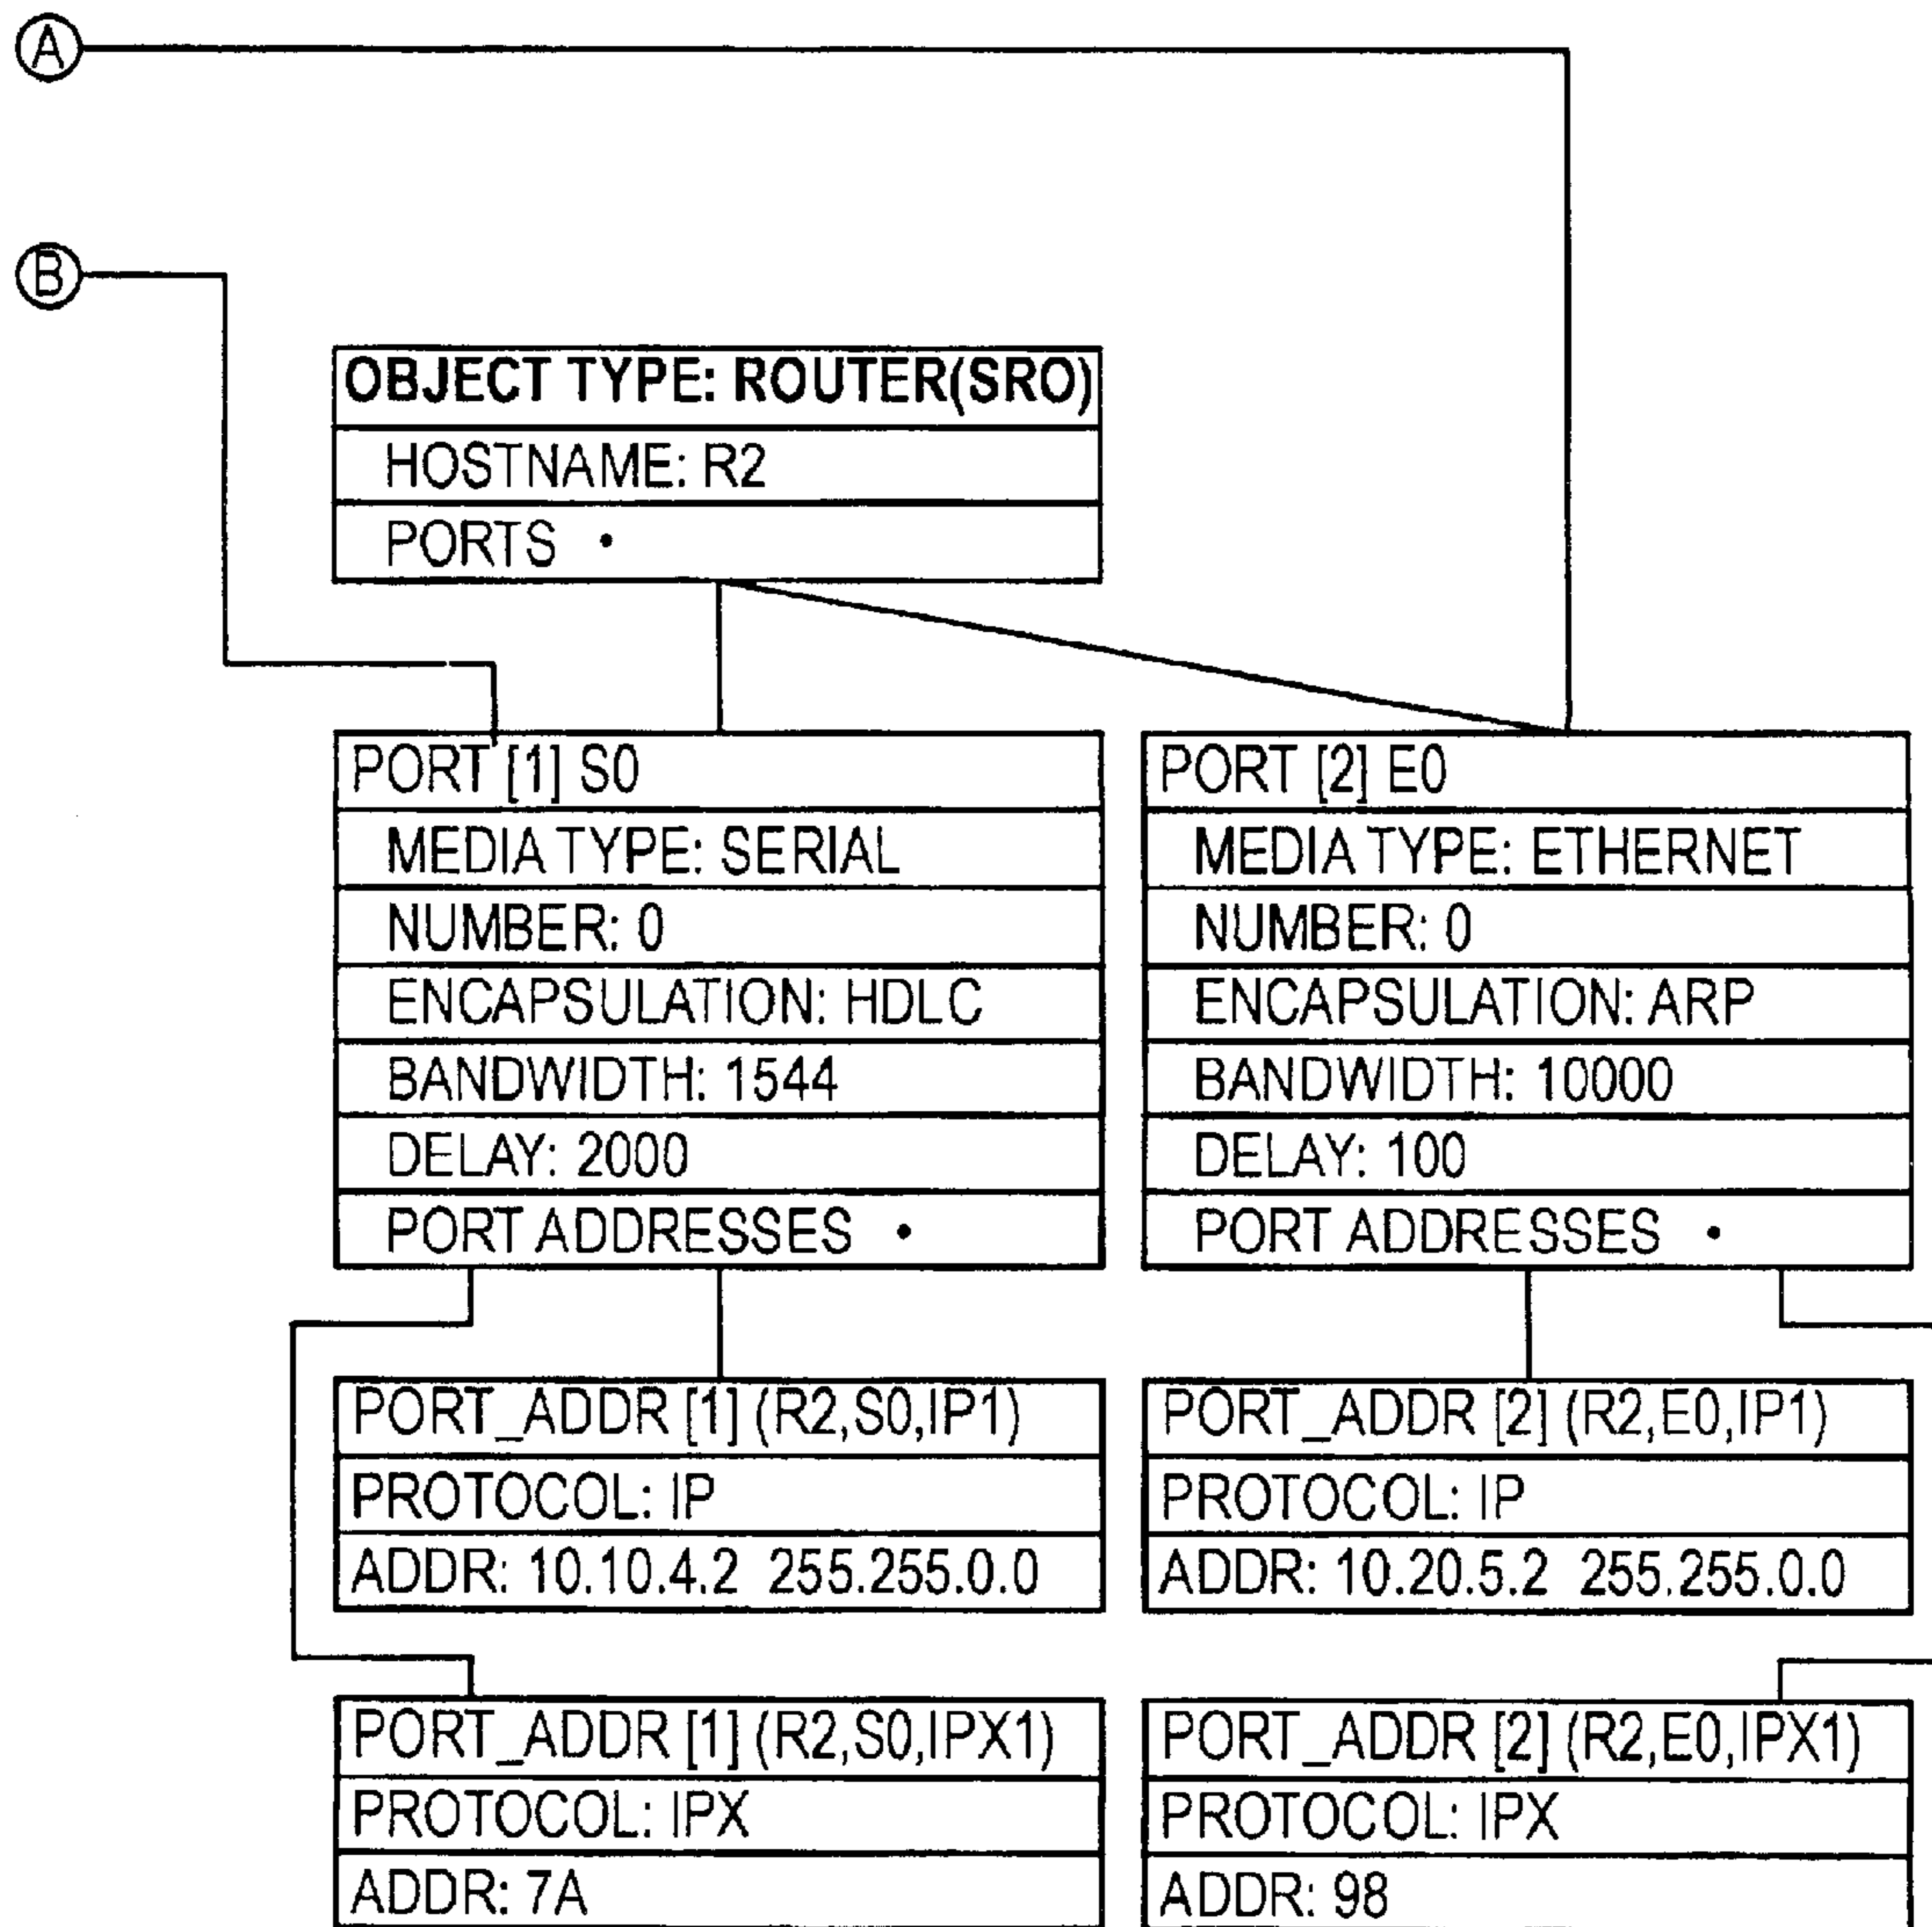 A
B
OBJECT TYPE: ROUTER(SRO)
HOSTNAME: R2
PORTS •
PORT [1] S0
MEDIA TYPE: SERIAL
NUMBER: 0
ENCAPSULATION: HDLC
BANDWIDTH: 1544
DELAY: 2000
PORT ADDRESSES •
PORT [2] E0
MEDIA TYPE: ETHERNET
NUMBER: 0
ENCAPSULATION: ARP
BANDWIDTH: 10000
DELAY: 100
PORT ADDRESSES •
PORT_ADDR [1] (R2,S0,IP1)
PROTOCOL: IP
ADDR: 10.10.4.2 255.255.0.0
PORT_ADDR [2] (R2,E0,IP1)
PROTOCOL: IP
ADDR: 10.20.5.2 255.255.0.0
PORT_ADDR [1] (R2,S0,IPX1)
PROTOCOL: IPX
ADDR: 7A
PORT_ADDR [2] (R2,E0,IPX1)
PROTOCOL: IPX
ADDR: 98